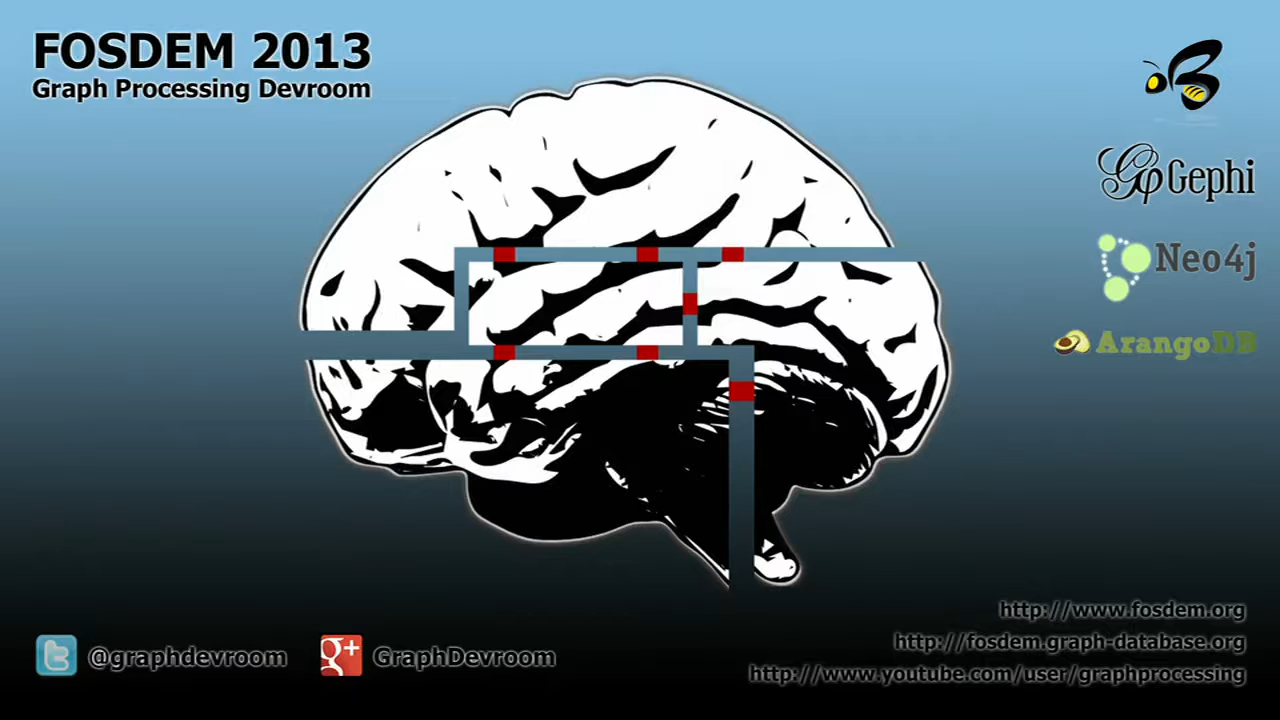 FOSDEM 2013
Graph Processing Devroom
Gephi
Neo4j
ArangoDB
http://www.fosdem.org
http://fosdem.graph-database.org
http://www.youtube.com/user/graphprocessing
@graphdevroom
g+
GraphDevroom